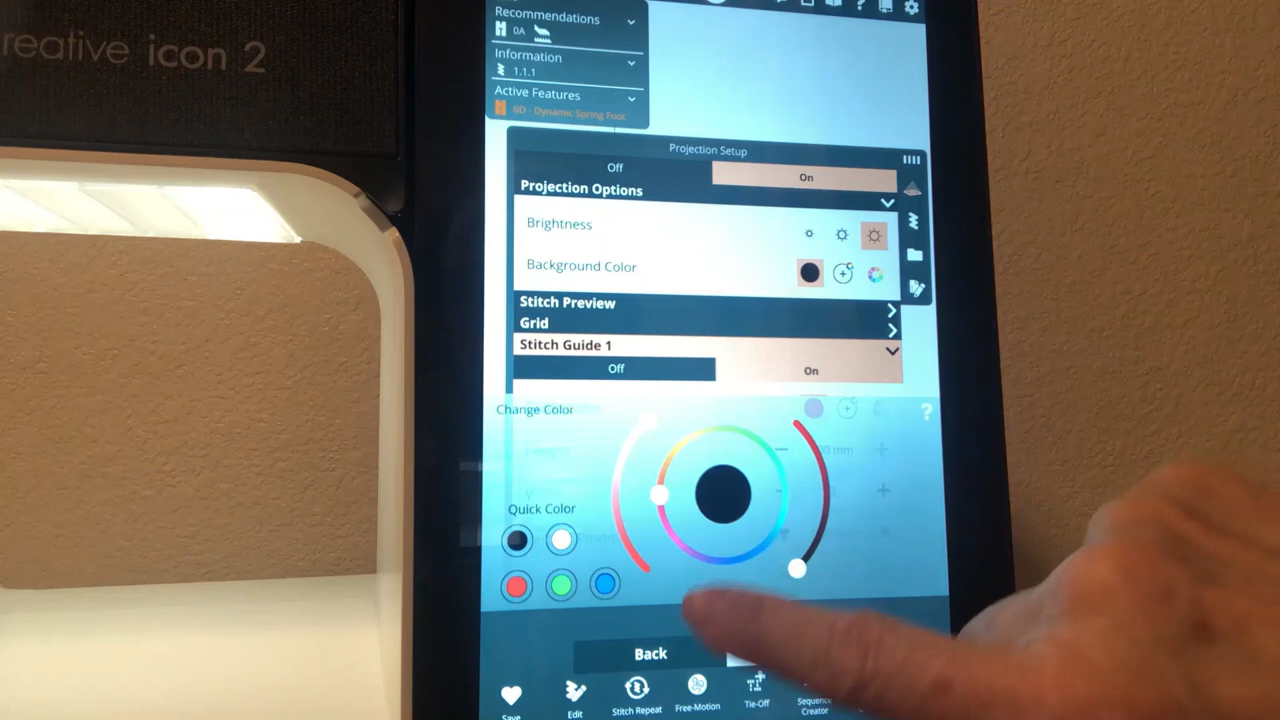 reative icon 2
Recommendations
0A
Information
1.1.1
Active Features
6D - Dynamic Spring Foot
Projection Setup
Off On
Projection Options
Brightness
Background Color
Stitch Preview
Grid
Stitch Guide 1
Off On
Change Color
?
mm
Quick Color
Back
Save
Edit
Stitch Repeat
Free-Motion
Tie-Off
Sequence
Creator